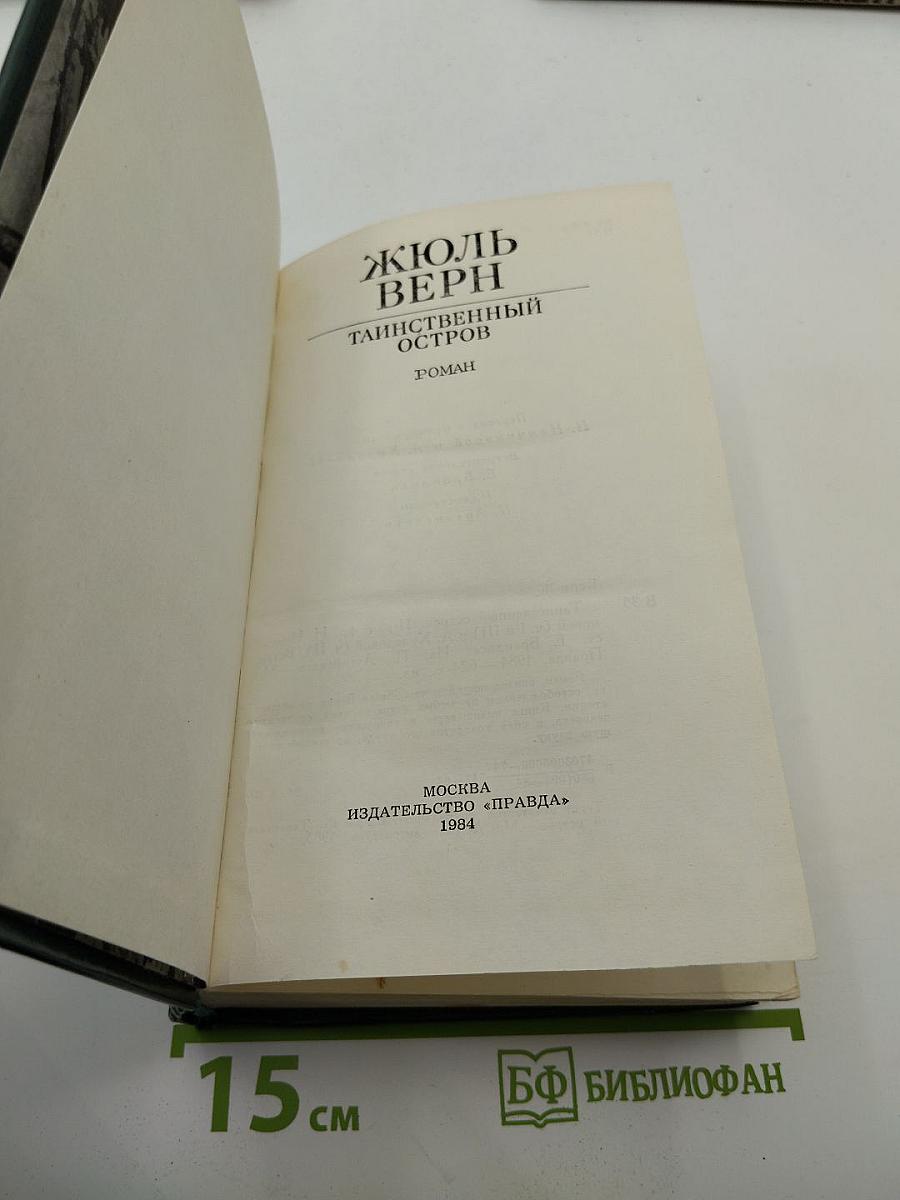 ЖЮЛЬ
ВЕРН
ТАИНСТВЕННЫЙ
ОСТРОВ
РОМАН
МОСКВА
ИЗДАТЕЛЬСТВО «ПРАВДА»
1984
15 см
БФ БИБЛИОФАН